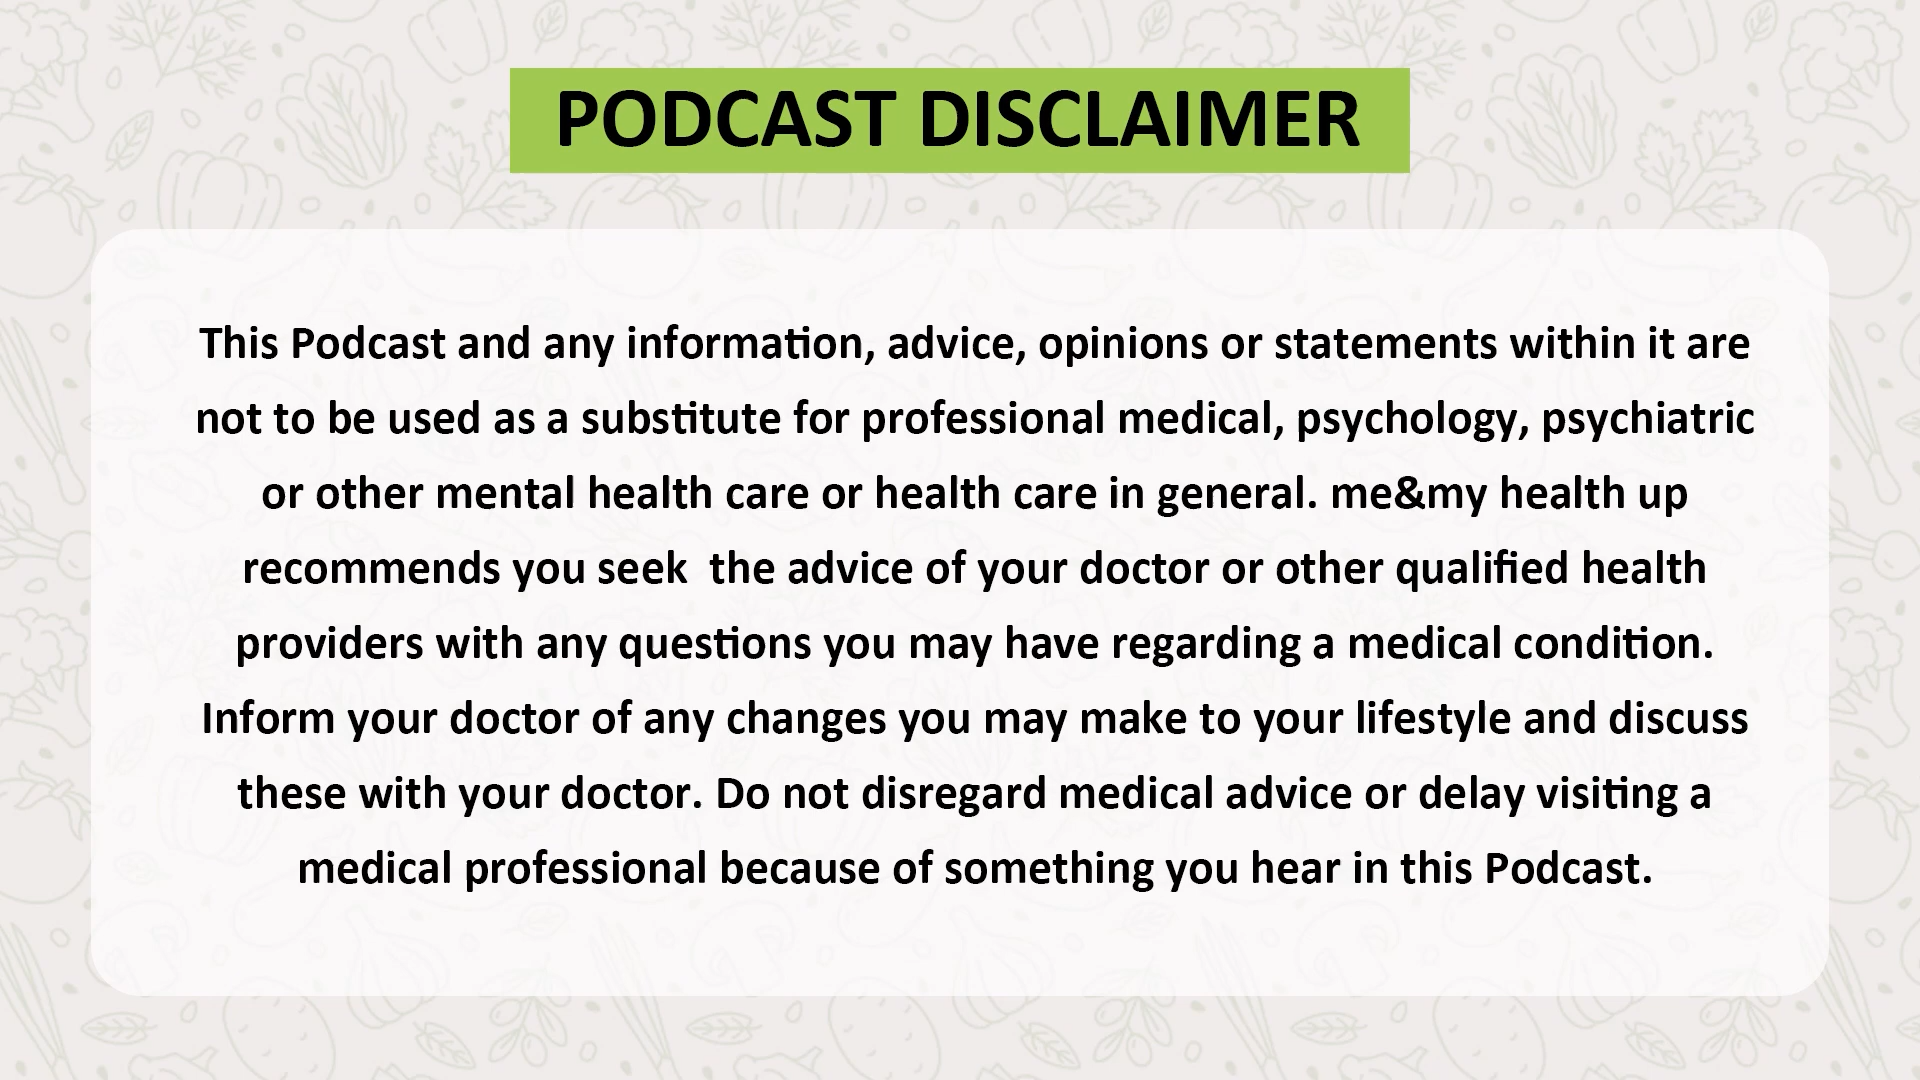 PODCAST DISCLAIMER
This Podcast and any information, advice, opinions or statements within it are
not to be used as a substitute for professional medical, psychology, psychiatric
or other mental health care or health care in general. me&my health up
recommends you seek  the advice of your doctor or other qualified health
providers with any questions you may have regarding a medical condition.
Inform your doctor of any changes you may make to your lifestyle and discuss
these with your doctor. Do not disregard medical advice or delay visiting a
medical professional because of something you hear in this Podcast.